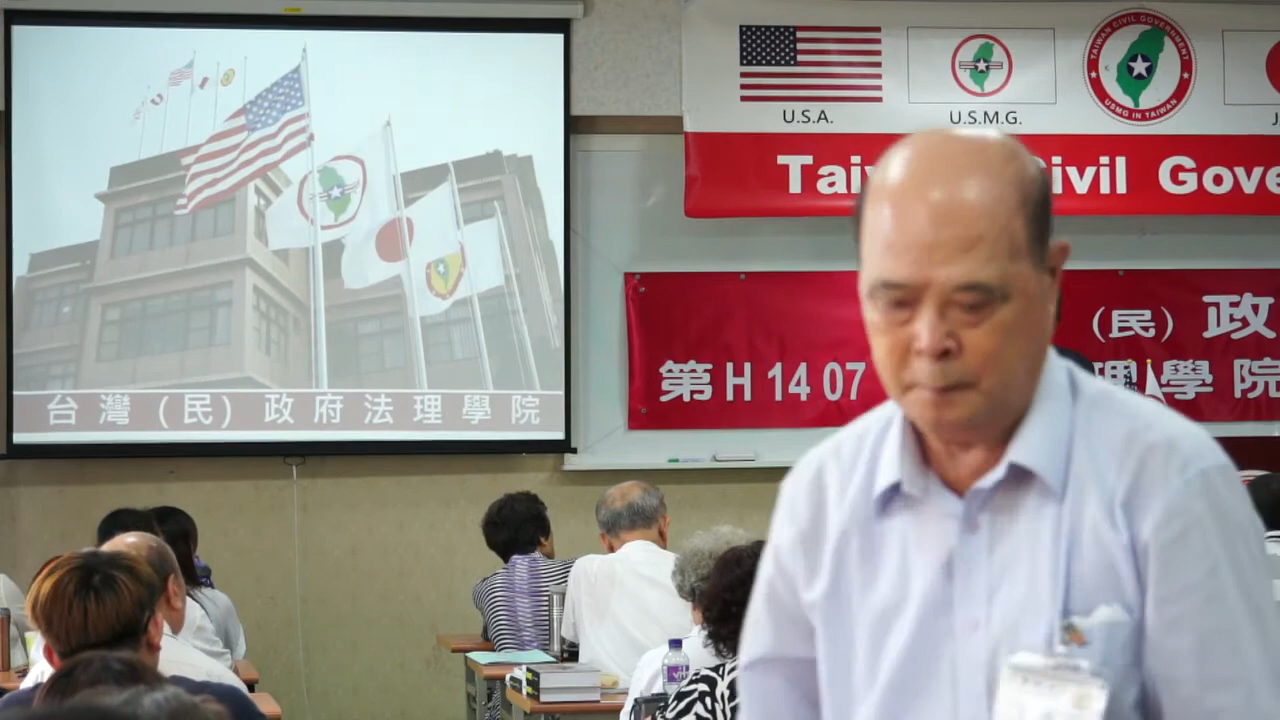 台灣(民)政府法理學院
U.S.A.
U.S.M.G.
TAIWAN CIVIL GOVERNMENT
USMG IN TAIWAN
J
Tai ivil Gove
(民)政
第H 14 07 理學院